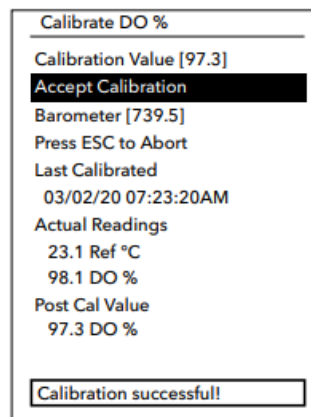 Calibrate DO %
Calibration Value [97.3]
Accept Calibration
Barometer [739.5]
Press ESC to Abort
Last Calibrated
03/02/20 07:23:20AM
Actual Readings
23.1 Ref ºC
98.1 DO %
Post Cal Value
97.3 DO %
Calibration successful!